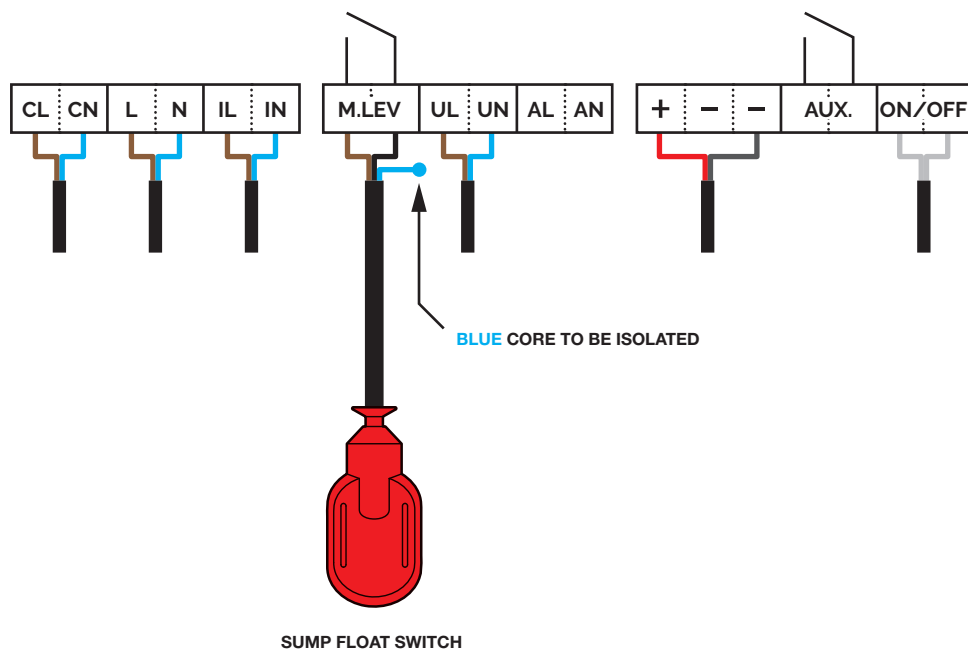 CL CN L N IL IN M.LEV UL UN AL AN + − − AUX. ON/OFF
BLUE CORE TO BE ISOLATED
SUMP FLOAT SWITCH